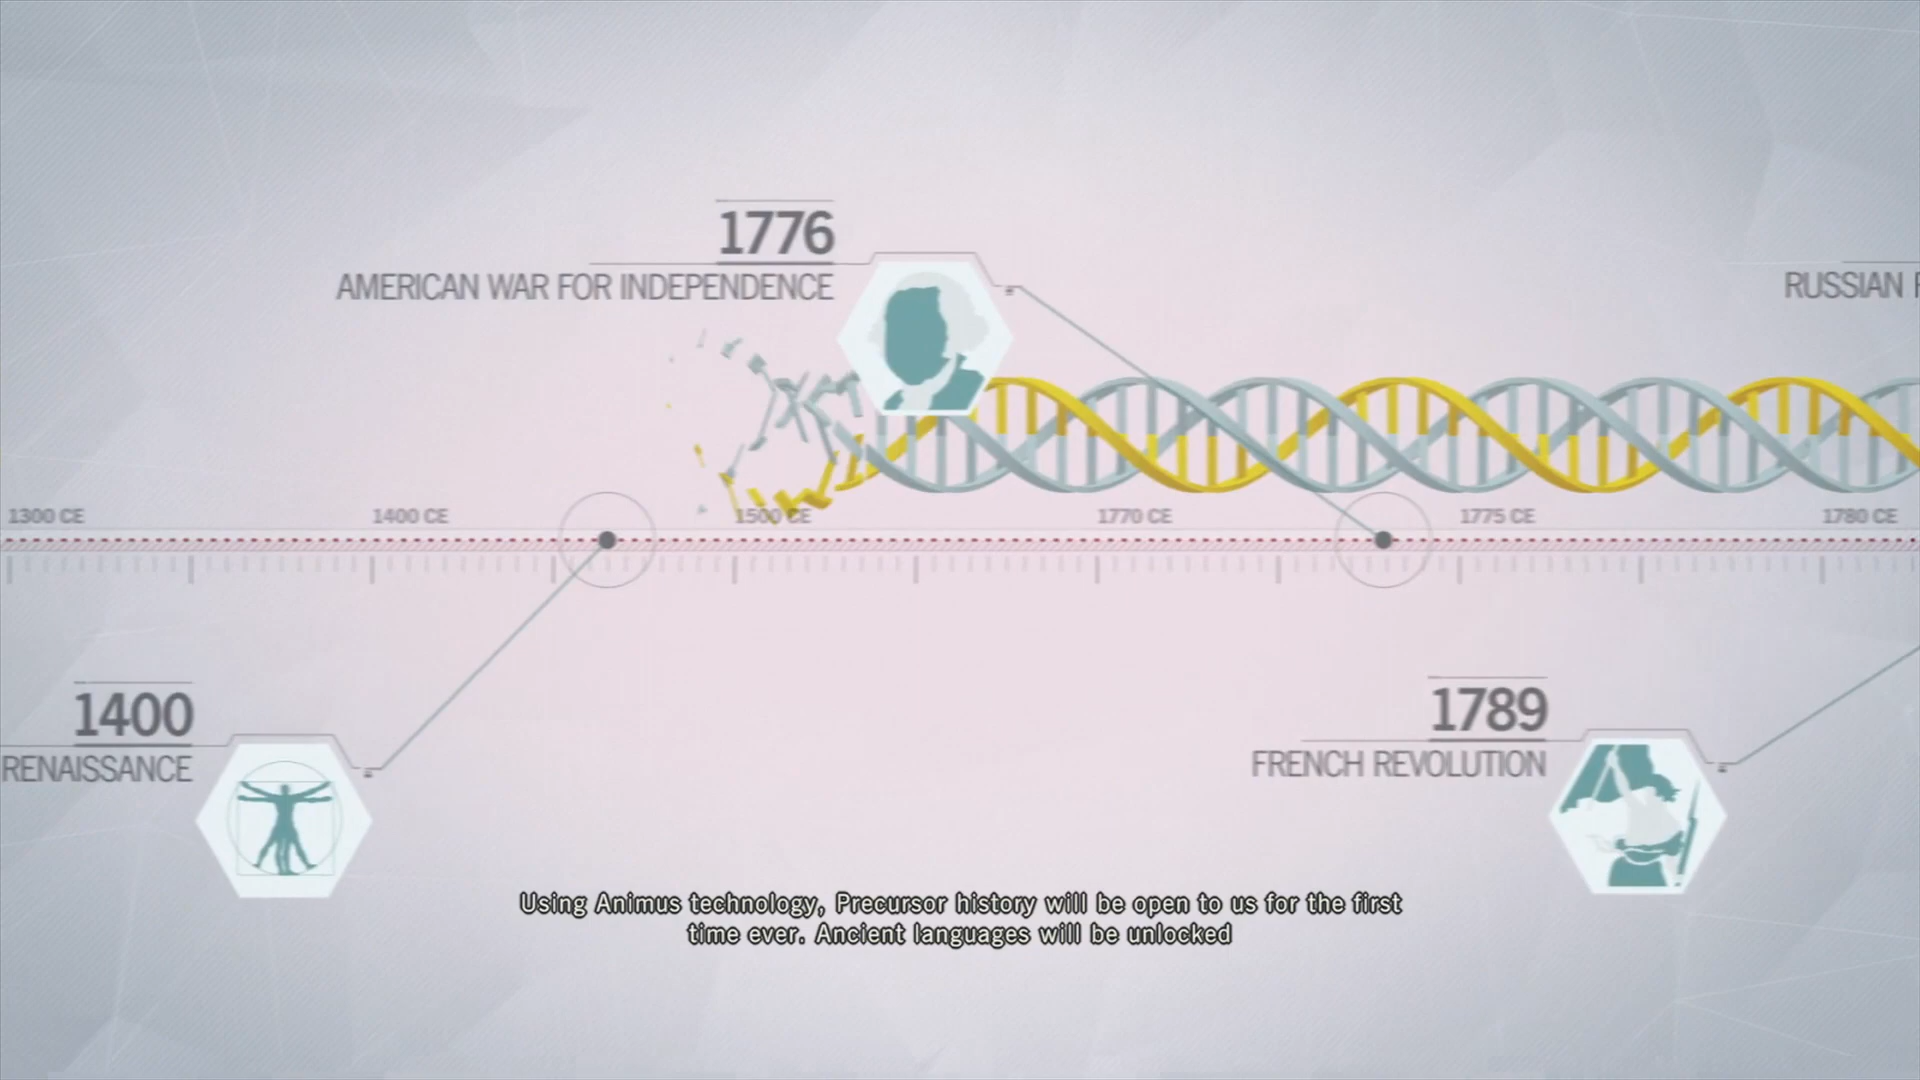 1776
AMERICAN WAR FOR INDEPENDENCE
RUSSIAN
1300 CE
1400 CE
1500 CE
1770 CE
1775 CE
1780 CE
1400
RENAISSANCE
1789
FRENCH REVOLUTION
Using Animus technology, Precursor history will be open to us for the first
time ever. Ancient languages will be unlocked